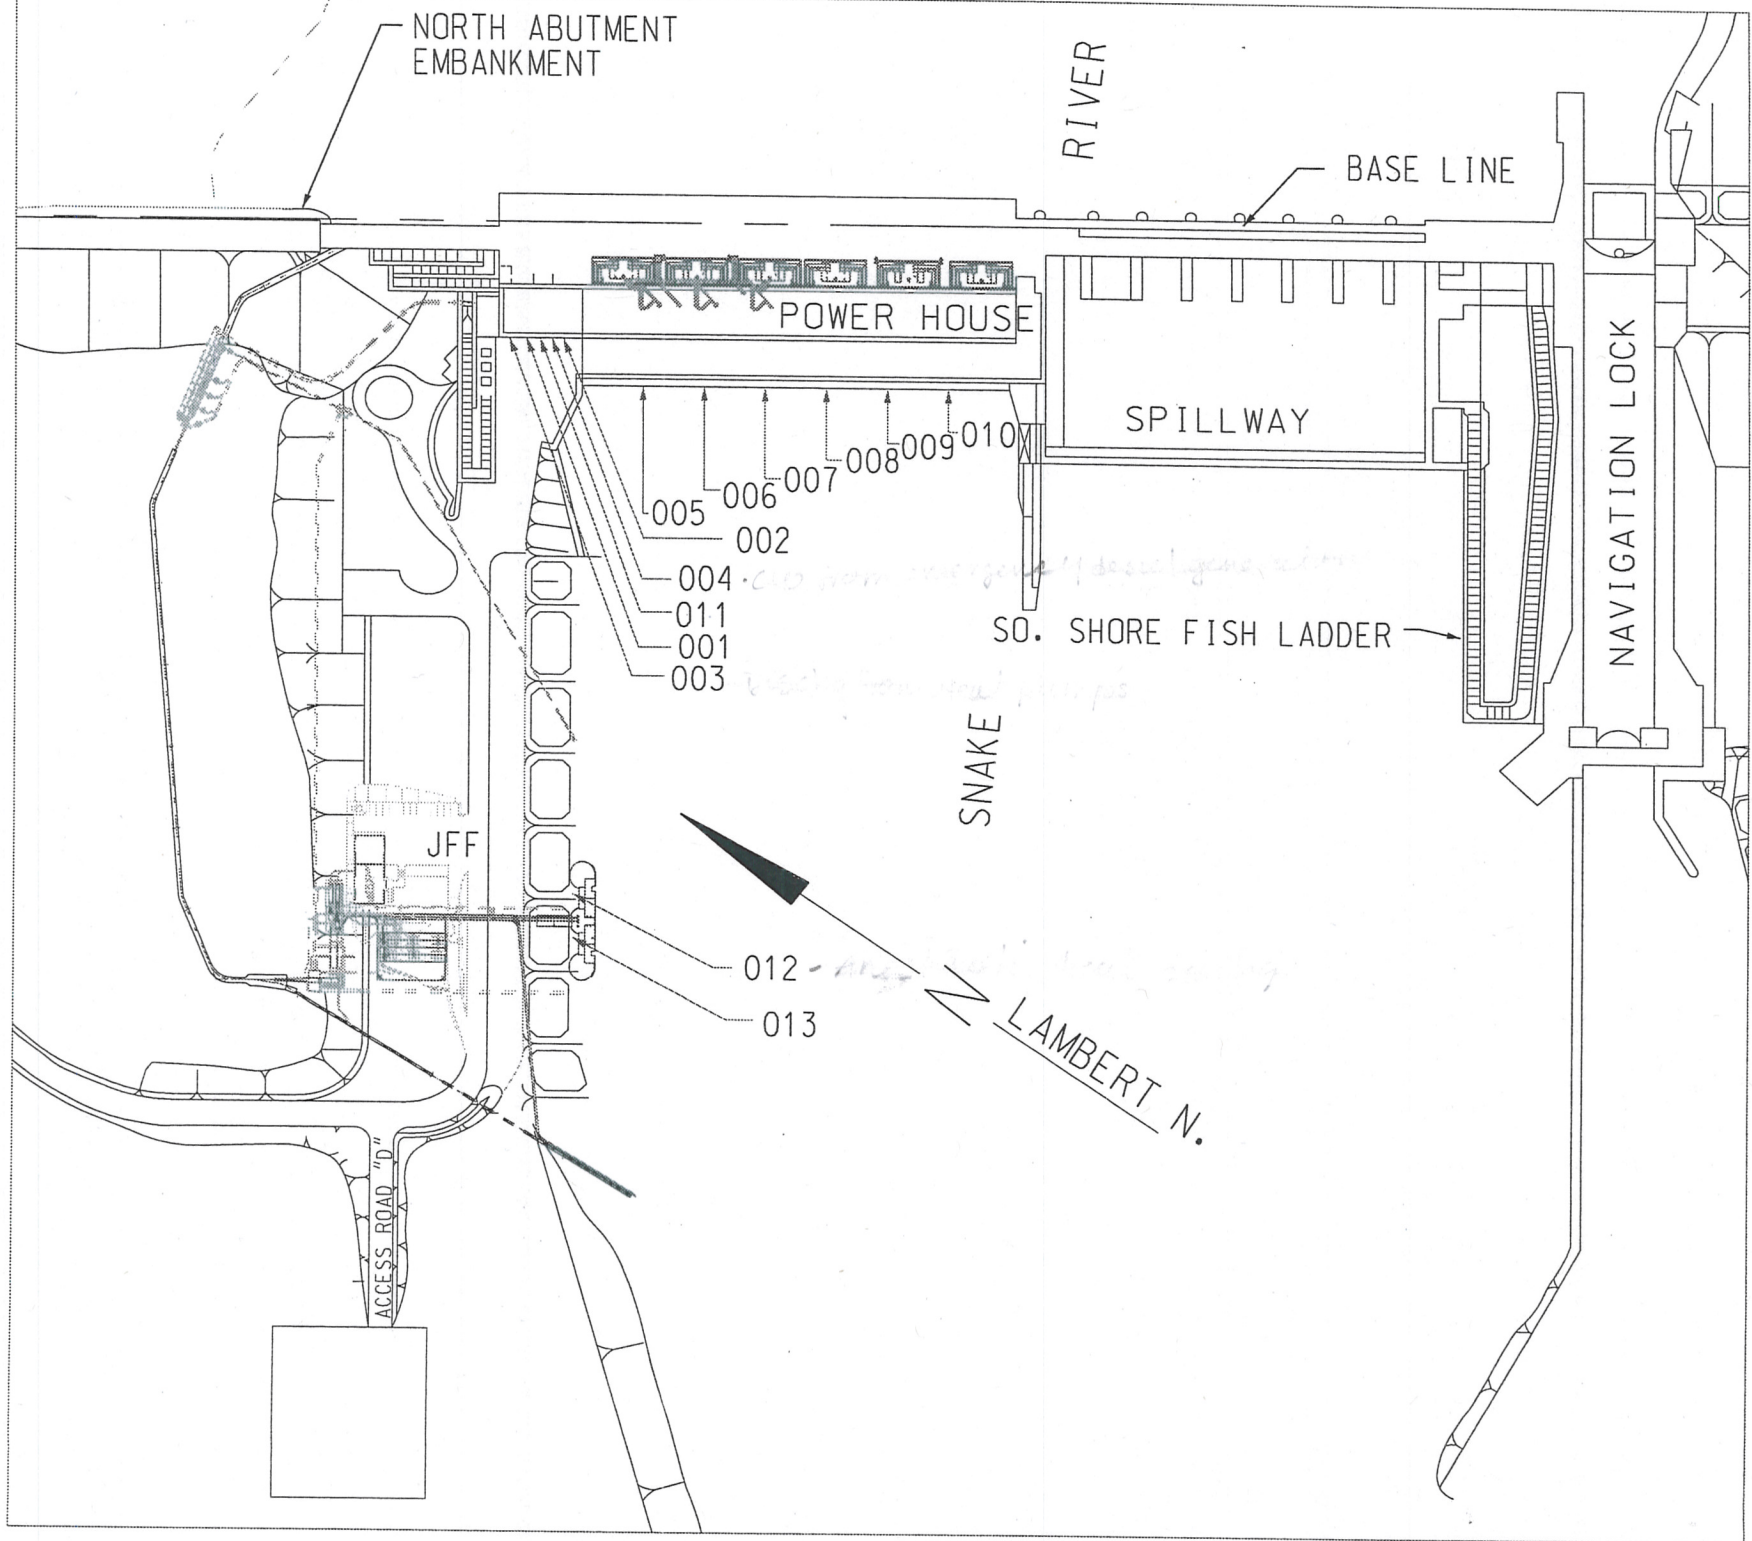 NORTH ABUTMENT
EMBANKMENT
RIVER
BASE LINE
POWER HOUSE
SPILLWAY
NAVIGATION LOCK
010
009
008
007
006
005
002
004
from
011
SO. SHORE FISH LADDER
001
003
SNAKE
JFF
012
013
N
LAMBERT N.
ACCESS ROAD "D"